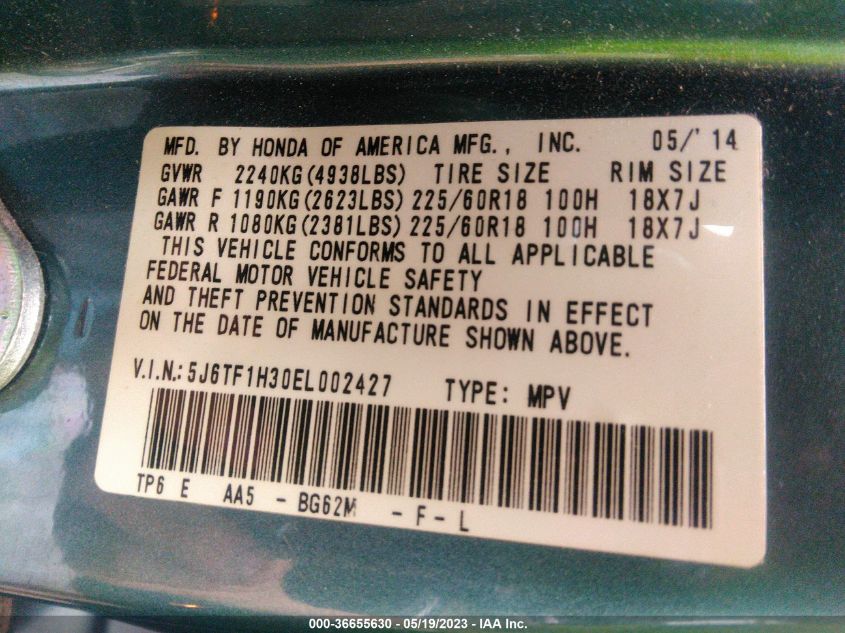 MFD. BY HONDA OF AMERICA MFG., INC. 05/'14
GVWR 2240KG(4938LBS) TIRE SIZE RIM SIZE
GAWR F 1190KG(2623LBS) 225/60R18 100H 18X7J
GAWR R 1080KG(2381LBS) 225/60R18 100H 18X7J
THIS VEHICLE CONFORMS TO ALL APPLICABLE
FEDERAL MOTOR VEHICLE SAFETY
AND THEFT PREVENTION STANDARDS IN EFFECT
ON THE DATE OF MANUFACTURE SHOWN ABOVE.
V.I.N.: 5J6TF1H30EL002427 TYPE: MPV
TP6 E AA5 - BG62M - F - L
000-36655630 - 05/19/2023 - IAA Inc.